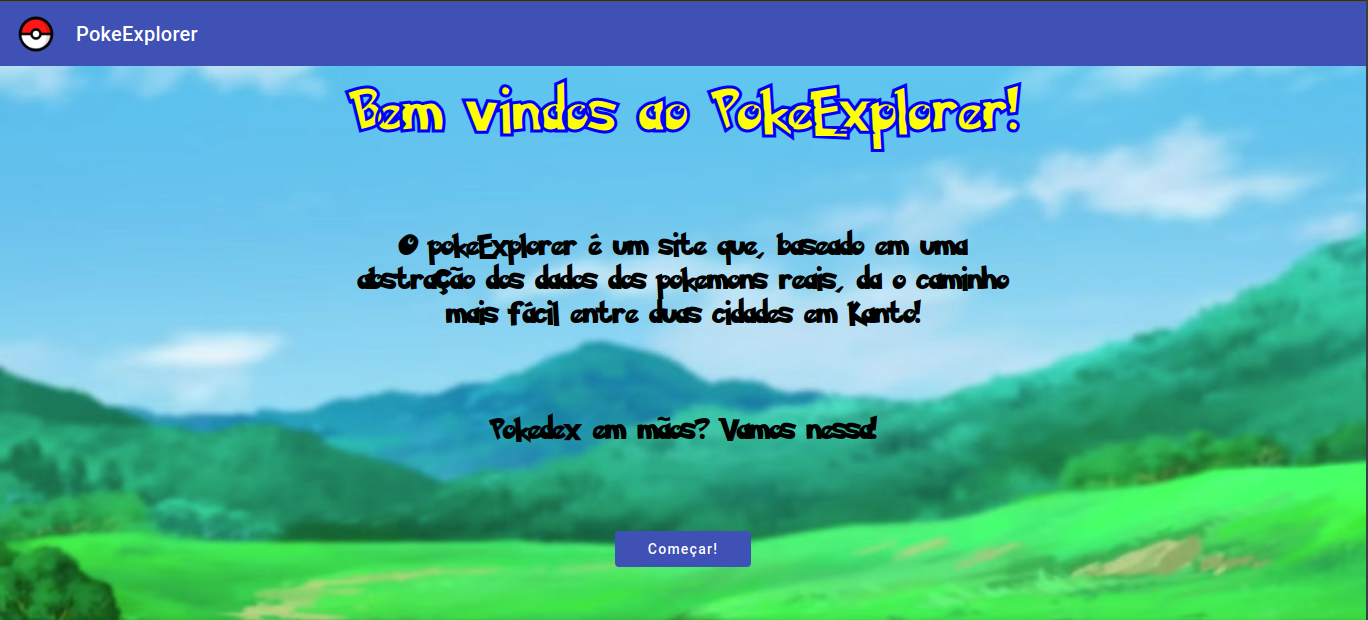 PokeExplorer
Bem vindos ao PokeExplorer!
O pokeExplorer é um site que, baseado em uma
abstração dos dados dos pokemons reais, da o caminho
mais fácil entre duas cidades em Kanto!
Pokedex em mãos? Vamos nessa!
Começar!